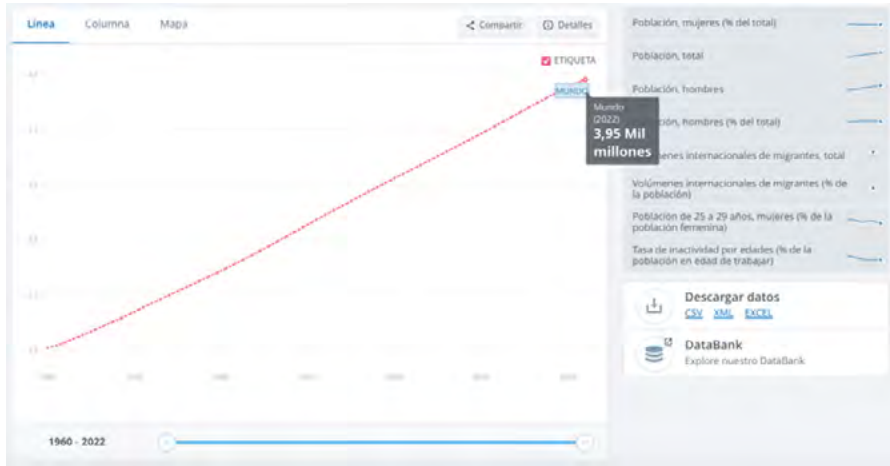 Línea Columna Mapa Compartir Detalles
ETIQUETA
MUNDO
Mundo
(2022)
3,95 Mil
millones
1960 - 2022
Población, mujeres (% del total)
Población, total
Población, hombres
hombres (% del total)
internacionales de migrantes, total
Volúmenes internacionales de migrantes (% de
la población)
Población de 25 a 29 años, mujeres (% de la
población femenina)
Tasa de inactividad por edades (% de la
población en edad de trabajar)
Descargar datos
CSV XML EXCEL
DataBank
Explore nuestro DataBank